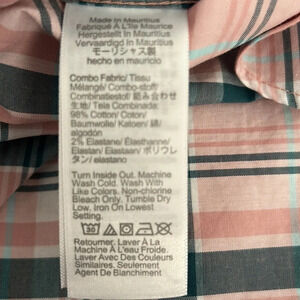 Made In Mauritius
Fabriqué À L'Île Maurice
Hergestellt In Mauritius
Vervaardigd In Mauritius
モーリシャス製
hecho en mauricio
Combo Fabric/ Tissu
Mélangé/ Combo-stoff/
Combinatiestof/ 組み合わせ
生地/ Tela Combinada:
98% Cotton/ Coton/
Baumwolle/ Katoen/ 綿/
algodón
2% Elastane/ Élasthanne/
Elastan/ Elastaan/ ポリウレ
タン/ elastano
Turn Inside Out. Machine
Wash Cold. Wash With
Like Colors. Non-chlorine
Bleach Only. Tumble Dry
Low. Iron On Lowest
Setting.
30
Retourner. Laver À La
Machine À L'eau Froide.
Laver Avec Des Couleurs
Similaires. Seulement
Agent De Blanchiment